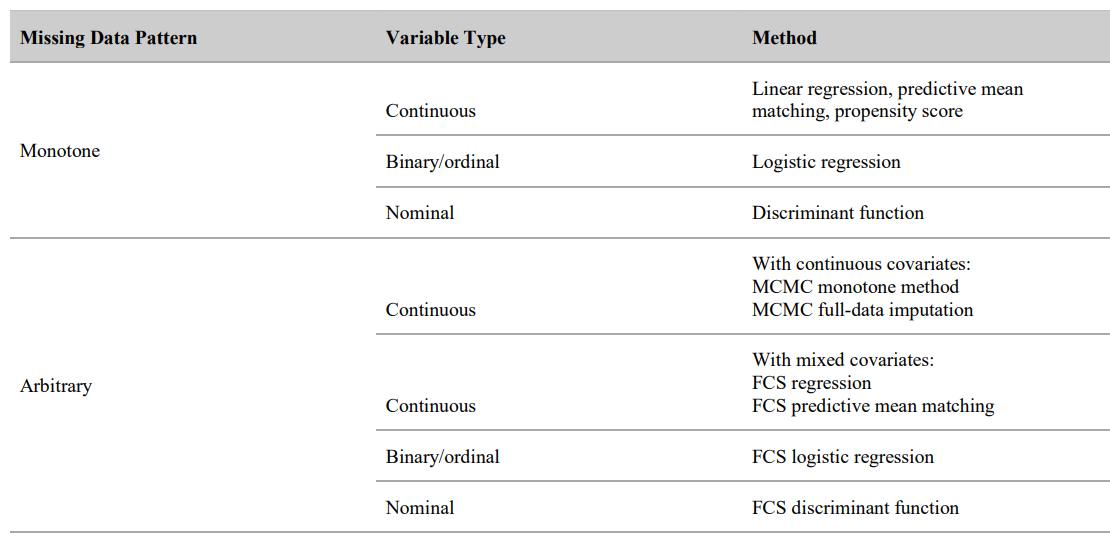 Missing Data Pattern Variable Type Method
Linear regression, predictive mean
Continuous matching, propensity score
Monotone
Binary/ordinal Logistic regression
Nominal Discriminant function
With continuous covariates:
MCMC monotone method
Continuous MCMC full-data imputation
With mixed covariates:
Arbitrary FCS regression
Continuous FCS predictive mean matching
Binary/ordinal FCS logistic regression
Nominal FCS discriminant function